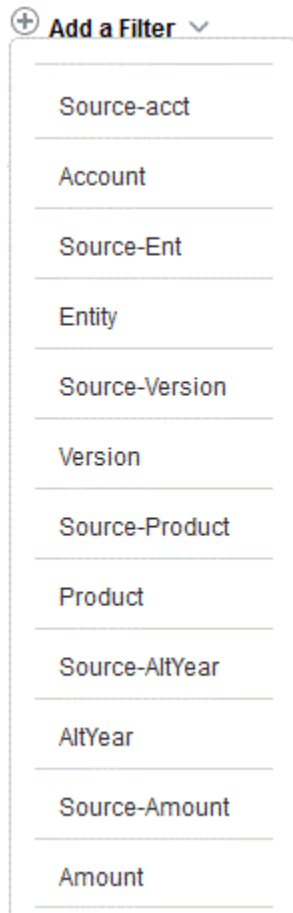 Add a Filter
Source-acct
Account
Source-Ent
Entity
Source-Version
Version
Source-Product
Product
Source-AltYear
AltYear
Source-Amount
Amount